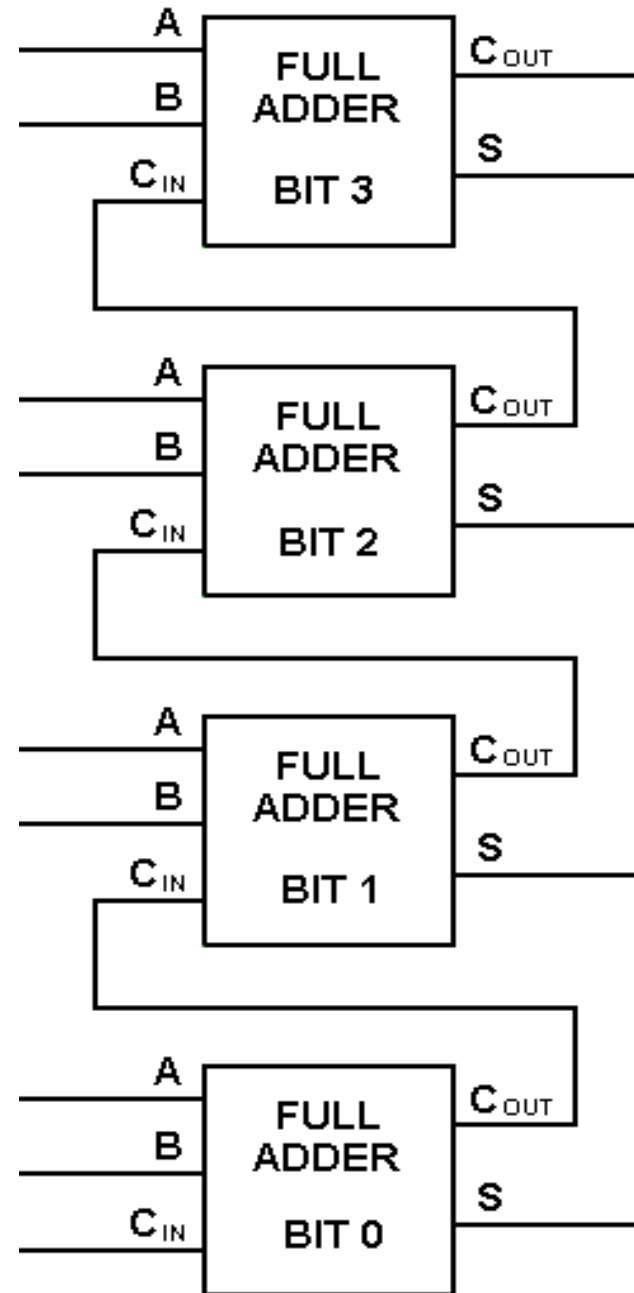 A
FULL
C OUT
ADDER
B
S
C IN
BIT 3
A
FULL
C OUT
ADDER
B
S
C IN
BIT 2
A
FULL
C OUT
ADDER
B
S
C IN
BIT 1
A
FULL
C OUT
ADDER
B
S
C IN
BIT 0